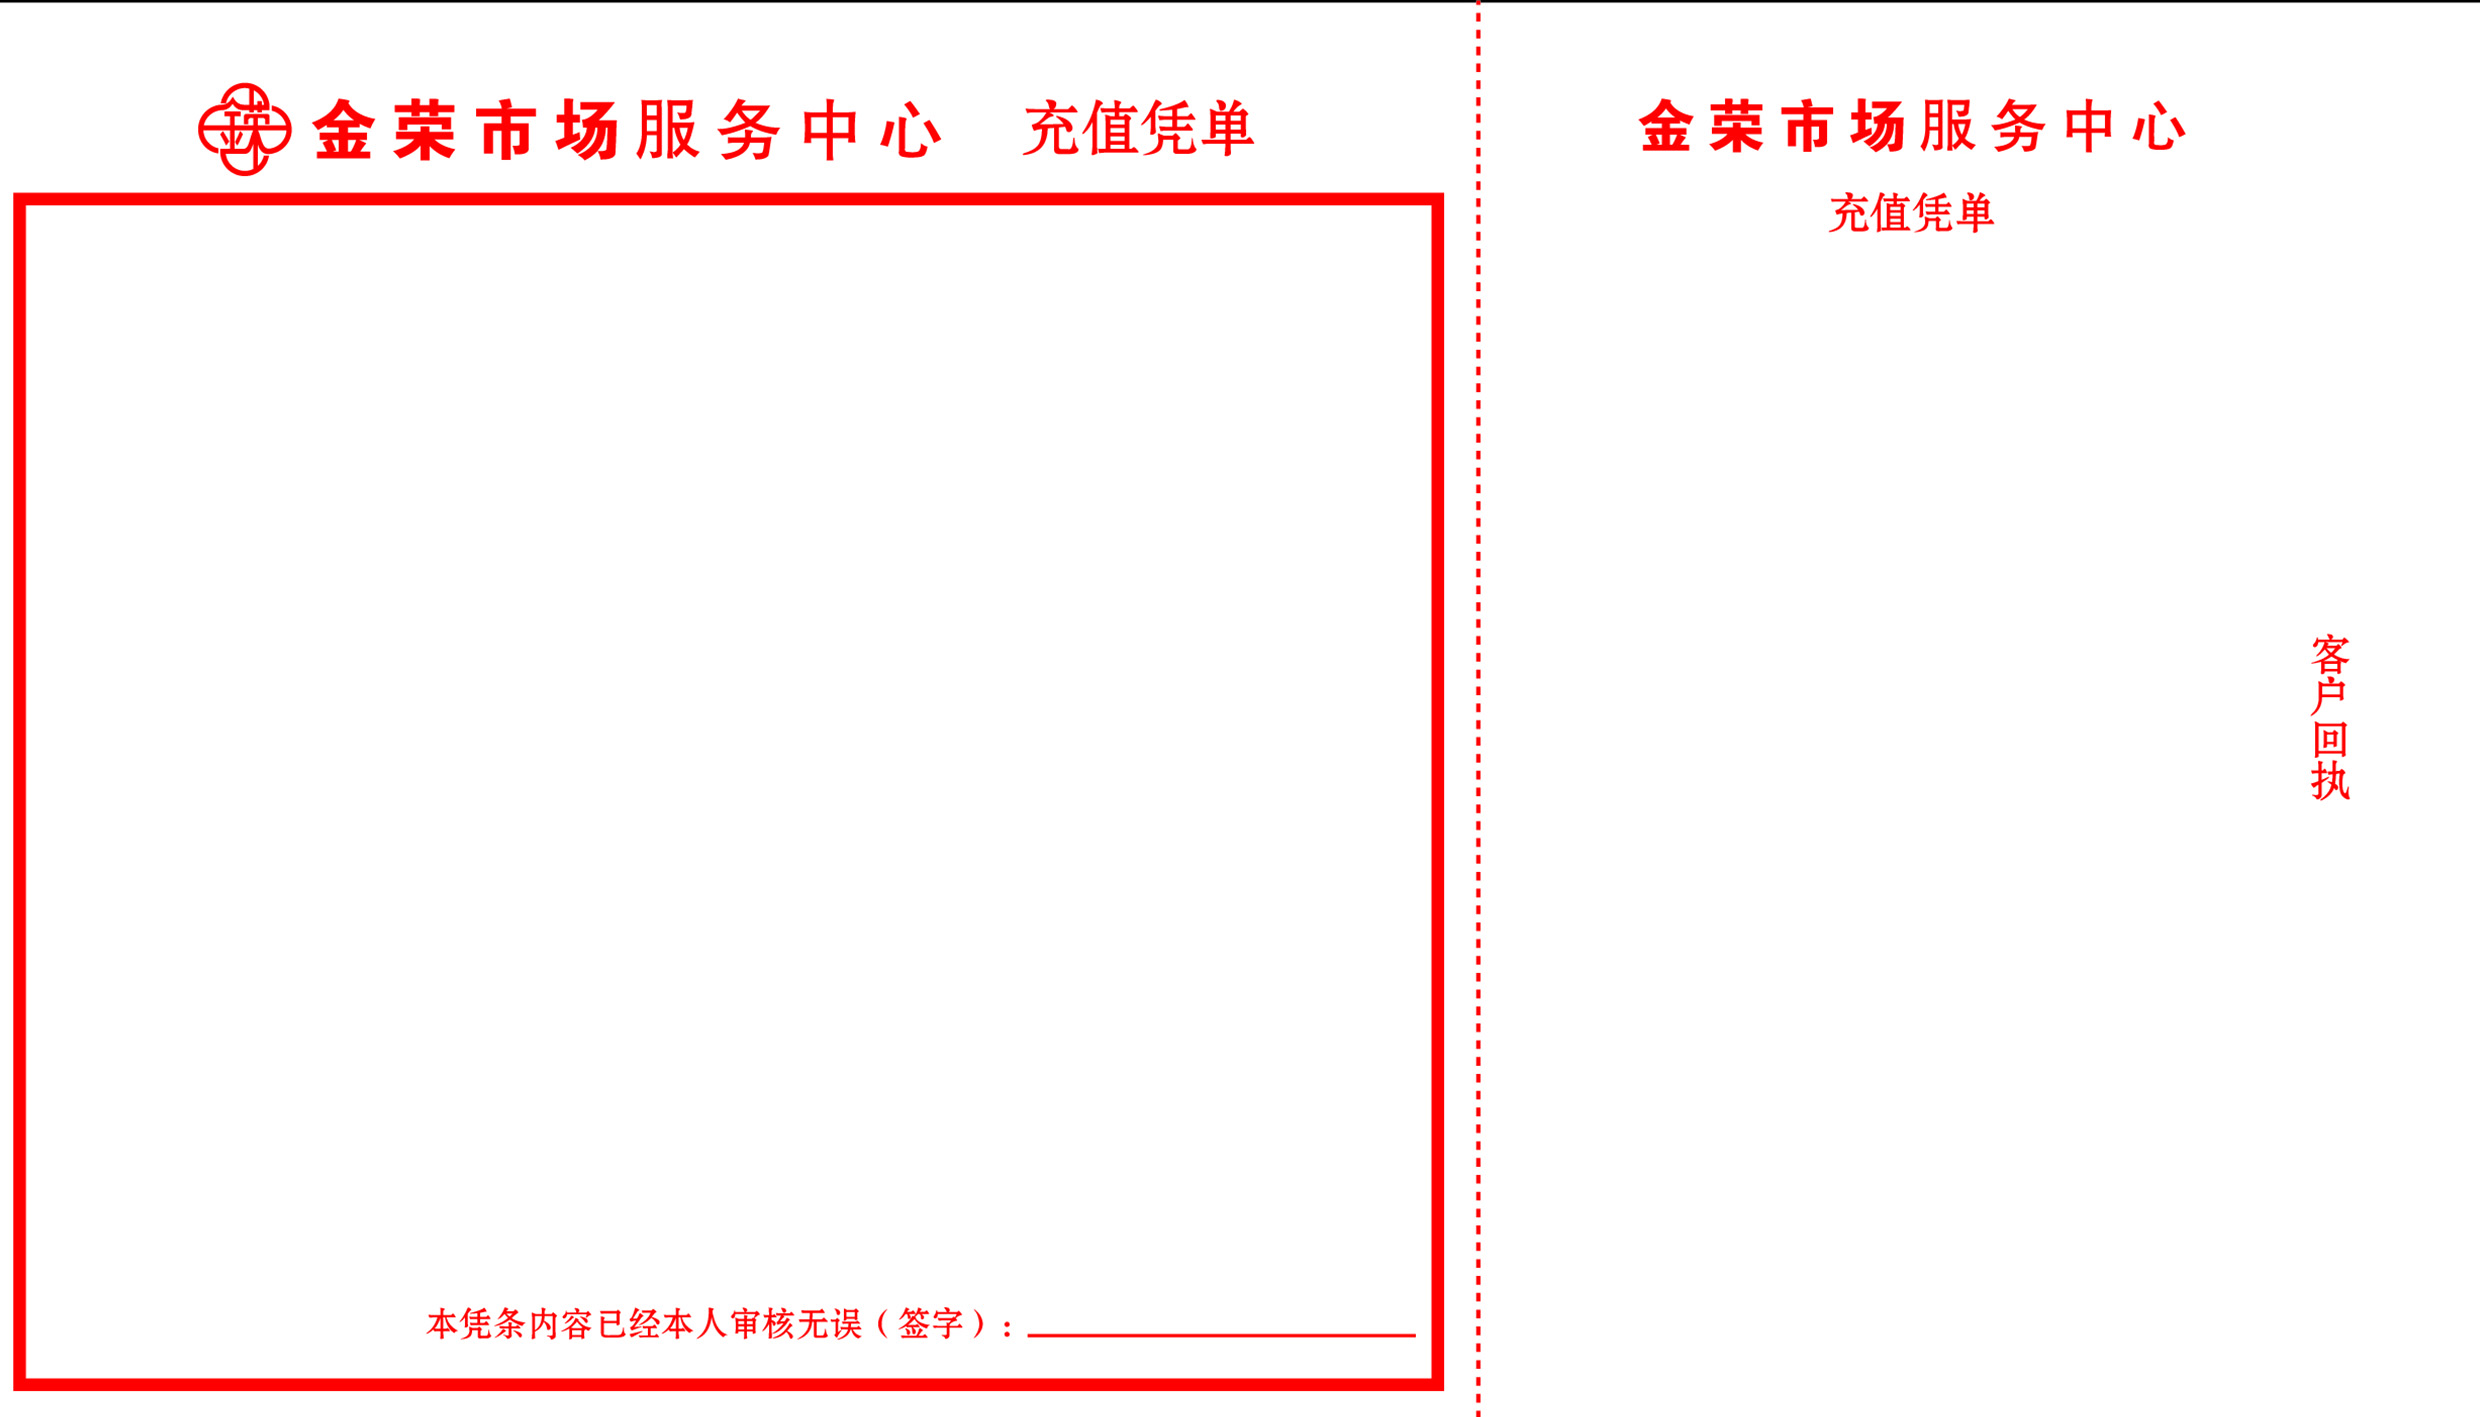 金荣市场服务中心 充值凭单
本凭条内容已经本人审核无误（签字）：
金荣市场服务中心
充值凭单
客户回执